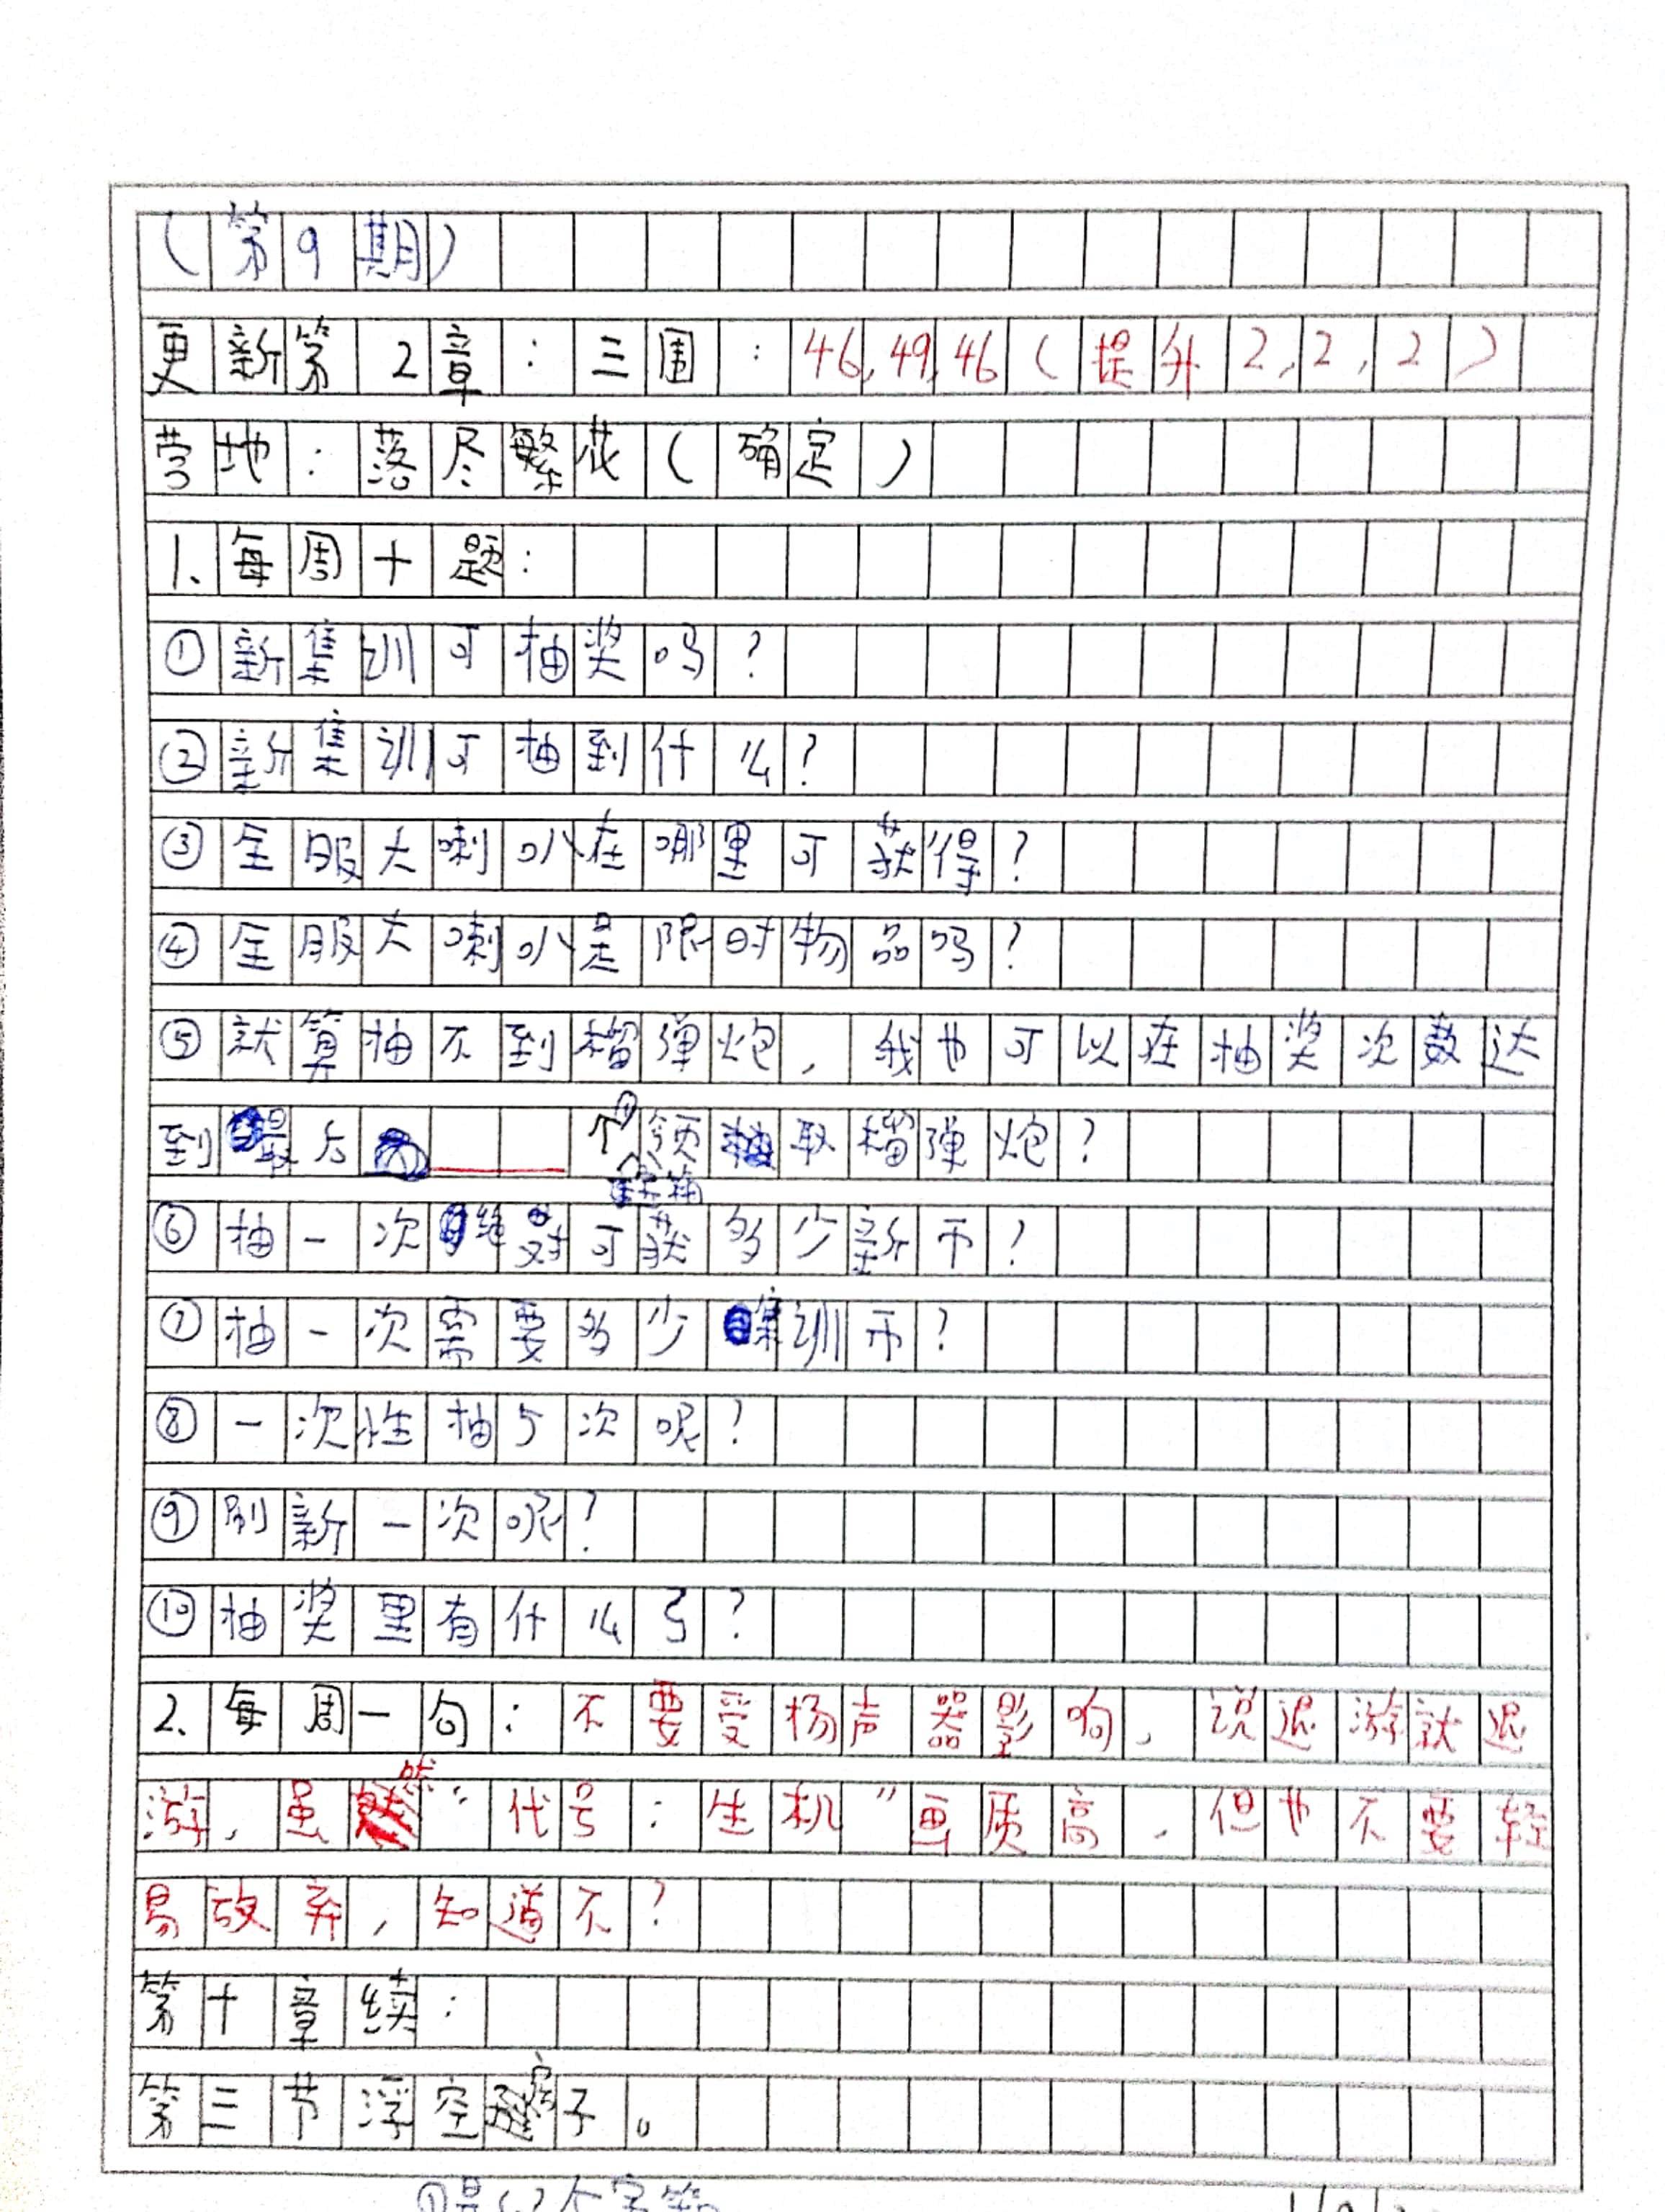 （第9期）
更新第2章：三围：46,49,46（提升2,2,2）
营地：落尽繁花（确定）
1、每周十题：
①新集训可抽奖吗？
②新集训可抽到什么？
③全服大喇叭在哪里可获得？
④全服大喇叭是限时物品吗？
⑤就算抽不到榴弹炮，我也可以在抽奖次数达
到最后____个①领取榴弹炮？
⑥抽一次绝对可获多少新币？
⑦抽一次需要多少集训币？
⑧一次性抽5次呢？
⑨刷新一次呢？
⑩抽奖里有什么了？
2、每周一句：不要受扬声器影响，说退游就退
游，虽然“代号：生机”画质高，但也不要轻
易放弃，知道不？
第十章续：
第三节浮空房子。